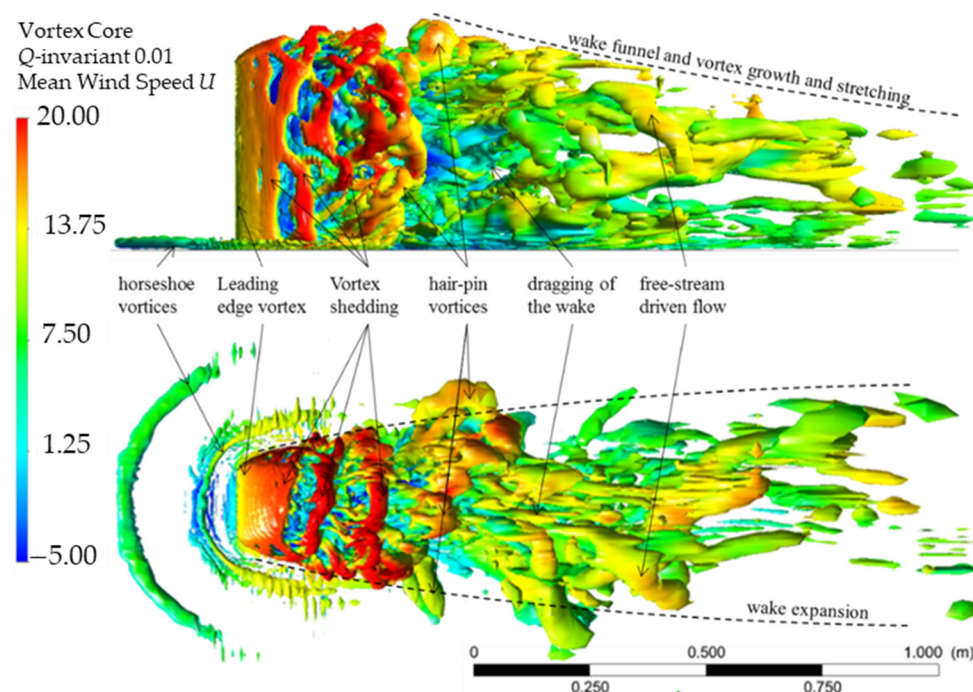 Vortex Core
Q-invariant 0.01
Mean Wind Speed U
20.00
13.75
7.50
1.25
–5.00
wake funnel and vortex growth and stretching
horseshoe vortices
Leading edge vortex
Vortex shedding
hair-pin vortices
dragging of the wake
free-stream driven flow
wake expansion
0 0.500 1.000 (m)
0.250 0.750